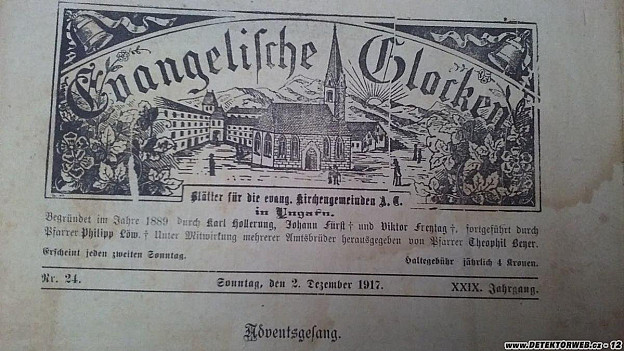 Evangelische Glocken
Blätter für die evang. Kirchengemeinden A. C.
in Ungarn.
Begründet im Jahre 1889 durch Karl Hollerung, Johann Fürst † und Viktor Freytag †, fortgeführt durch
Pfarrer Philipp Löw. † Unter Mitwirkung mehrerer Amtsbrüder herausgegeben von Pfarrer Theophil Beyer.
Erscheint jeden zweiten Sonntag.
Haltegebühr jährlich 4 Kronen.
Nr. 24. Sonntag, den 2. Dezember 1917. XXIX. Jahrgang.
Adventsgesang.
www.DETEKTORWEB.cz - 12